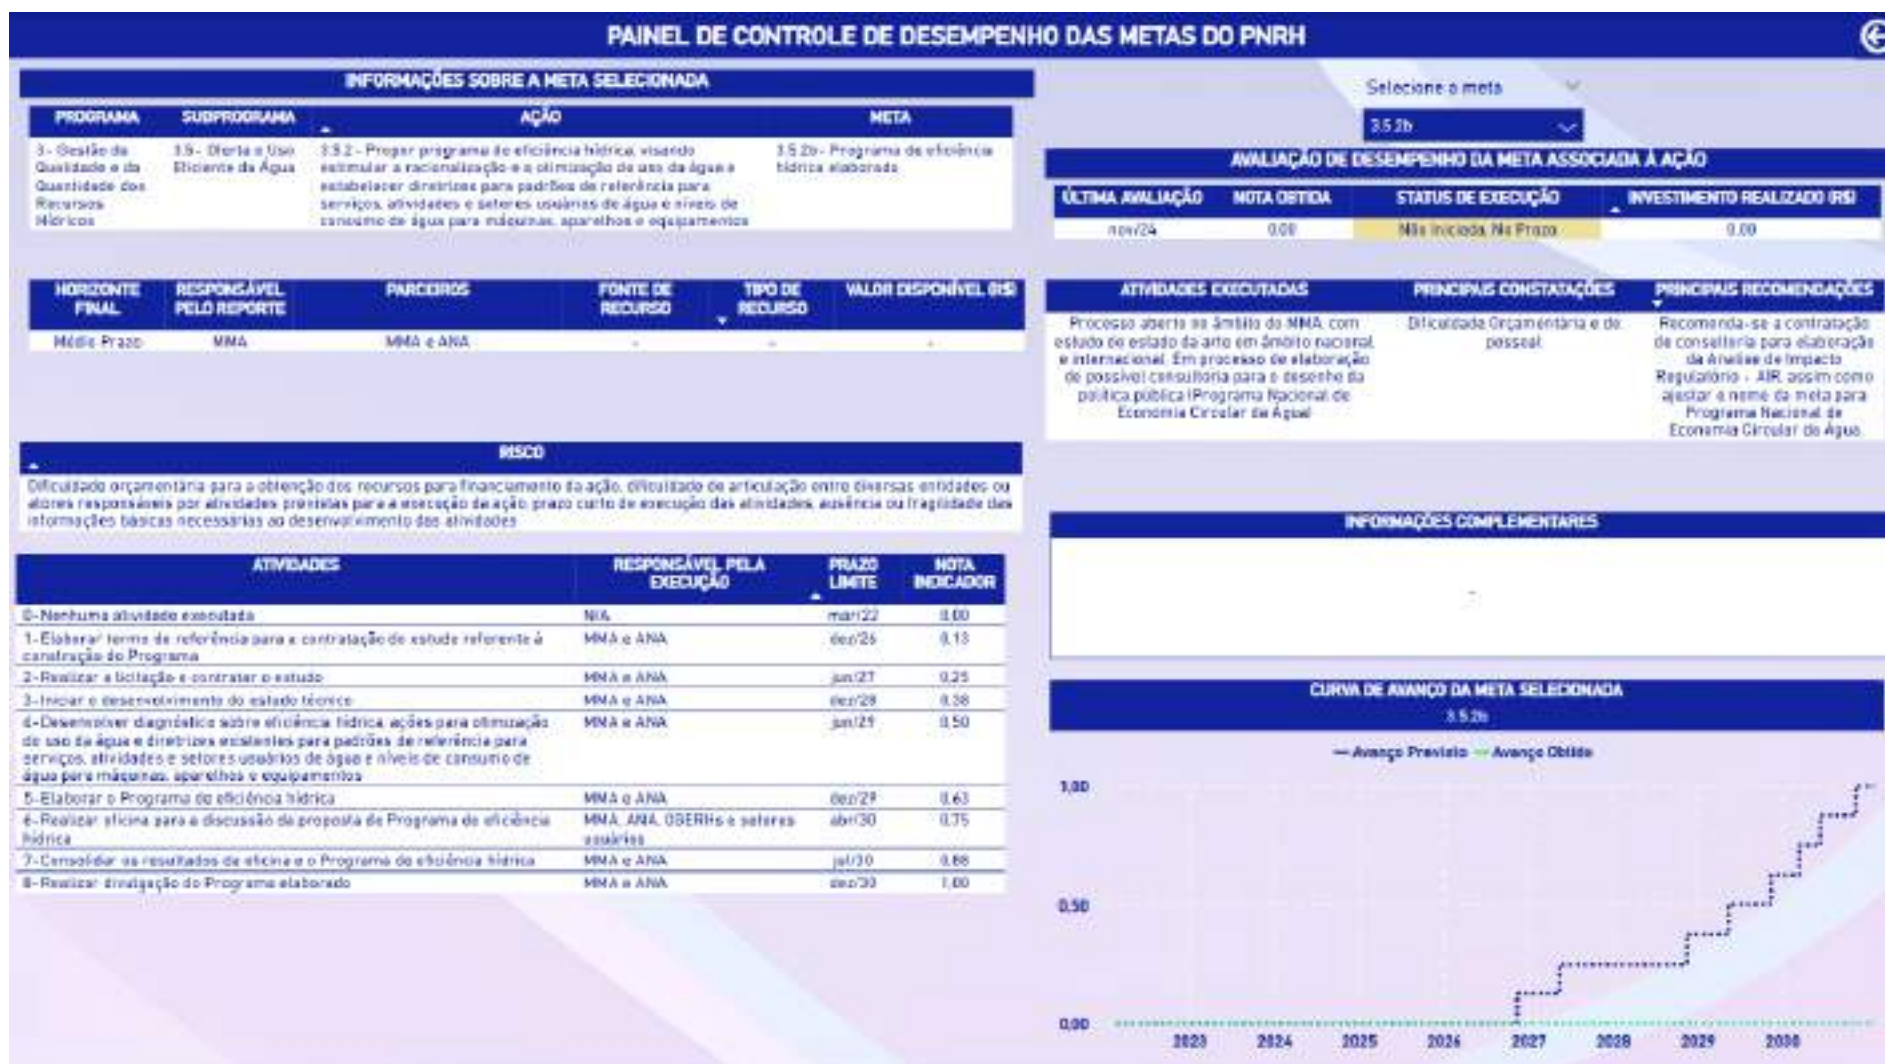 PAINEL DE CONTROLE DE DESEMPENHO DAS METAS DO PNRH
INFORMAÇÕES SOBRE A META SELECIONADA
PROGRAMA SUBPROGRAMA AÇÃO META
3 - Gestão da Qualidade e da Quantidade dos Recursos Hídricos
3.5 - Oferta e Uso Eficiente da Água
3.5.2 - Propor programa de eficiência hídrica, visando
estimular a racionalização e a otimização do uso da água e
estabelecer diretrizes para padrões de referência para
serviços, atividades e setores usuários de água e níveis de
consumo de água para máquinas, aparelhos e equipamentos
3.5.2b - Programa de eficiência
hídrica elaborado
HORIZONTE FINAL RESPONSÁVEL PELO REPORTE PARCEIROS FONTE DE RECURSO TIPO DE RECURSO VALOR DISPONÍVEL (R$)
Médio Prazo MMA MMA e ANA - - -
RISCO
Dificuldade orçamentária para a obtenção dos recursos para financiamento da ação, dificuldade de articulação entre diversas entidades ou
atores responsáveis por atividades previstas para a execução da ação, prazo curto de execução das atividades, ausência ou fragilidade das
informações básicas necessárias ao desenvolvimento das atividades
ATIVIDADES RESPONSÁVEL PELA EXECUÇÃO PRAZO LIMITE NOTA INDICADOR
0-Nenhuma atividade executada N/A mar/22 0,00
1-Elaborar termo de referência para a contratação de estudo referente à MMA e ANA dez/26 0,13
construção do Programa
2-Realizar a licitação e contratar o estudo MMA e ANA jun/27 0,25
3-Iniciar o desenvolvimento do estudo técnico MMA e ANA dez/28 0,38
4-Desenvolver diagnóstico sobre eficiência hídrica, ações para otimização MMA e ANA jun/29 0,50
do uso da água e diretrizes existentes para padrões de referência para
serviços, atividades e setores usuários de água e níveis de consumo de
água para máquinas, aparelhos e equipamentos
5-Elaborar o Programa de eficiência hídrica MMA e ANA dez/29 0,63
6-Realizar oficina para a discussão da proposta de Programa de eficiência MMA, ANA, OGERHs e setores abr/30 0,75
hídrica usuários
7-Consolidar os resultados da oficina e o Programa de eficiência hídrica MMA e ANA jul/30 0,88
8-Realizar divulgação do Programa elaborado MMA e ANA dez/30 1,00
Selecione a meta
3.5.2b
AVALIAÇÃO DE DESEMPENHO DA META ASSOCIADA À AÇÃO
ÚLTIMA AVALIAÇÃO NOTA OBTIDA STATUS DE EXECUÇÃO INVESTIMENTO REALIZADO (R$)
nov/24 0,00 Não Iniciada, No Prazo 0,00
ATIVIDADES EXECUTADAS PRINCIPAIS CONSTATAÇÕES PRINCIPAIS RECOMENDAÇÕES
Processo aberto no âmbito do MMA, com
estudo do estado da arte em âmbito nacional
e internacional. Em processo de elaboração
de possível consultoria para o desenho da
política pública (Programa Nacional de
Economia Circular da Água)
Dificuldade Orçamentária e de
pessoal
Recomenda-se a contratação
de consultoria para elaboração
da Analise de Impacto
Regulatório - AIR, assim como
ajustar o nome da meta para
Programa Nacional de
Economia Circular da Água.
INFORMAÇÕES COMPLEMENTARES
-
CURVA DE AVANÇO DA META SELECIONADA
3.5.2b
Avanço Previsto Avanço Obtido
1,00
0,50
0,00
2023 2024 2025 2026 2027 2028 2029 2030